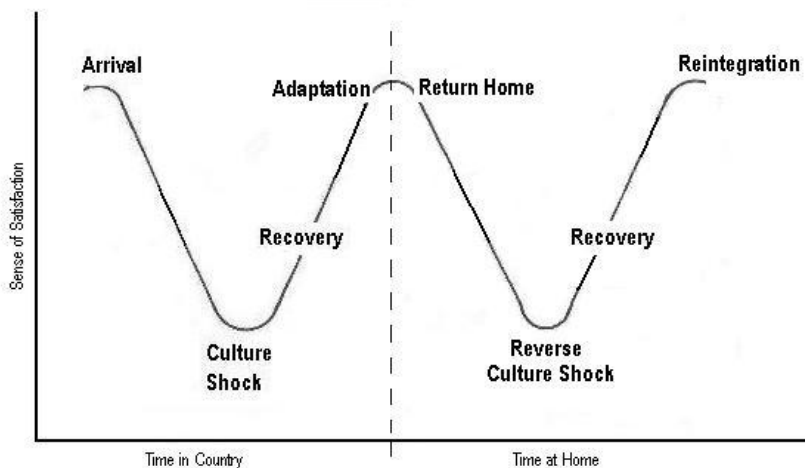 Arrival
Adaptation
Return Home
Reintegration
Sense of Satisfaction
Recovery
Recovery
Culture
Shock
Reverse
Culture Shock
Time in Country
Time at Home